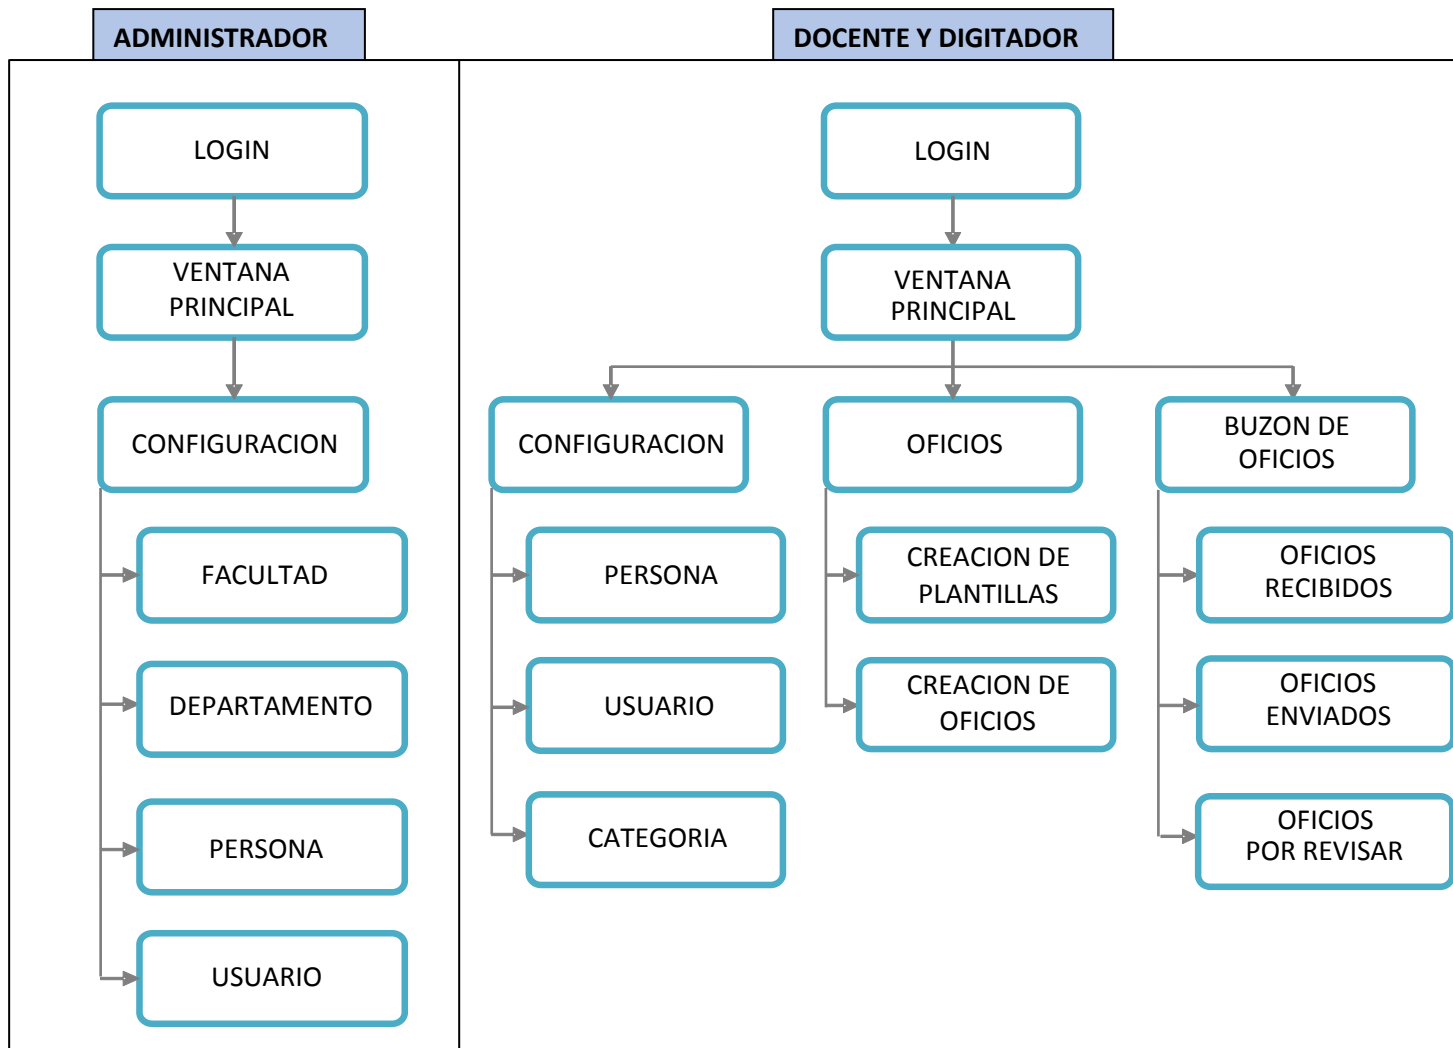 ADMINISTRADOR
LOGIN
VENTANA
PRINCIPAL
CONFIGURACION
FACULTAD
DEPARTAMENTO
PERSONA
USUARIO
DOCENTE Y DIGITADOR
LOGIN
VENTANA
PRINCIPAL
CONFIGURACION
PERSONA
USUARIO
CATEGORIA
OFICIOS
CREACION DE
PLANTILLAS
CREACION DE
OFICIOS
BUZON DE
OFICIOS
OFICIOS
RECIBIDOS
OFICIOS
ENVIADOS
OFICIOS
POR REVISAR